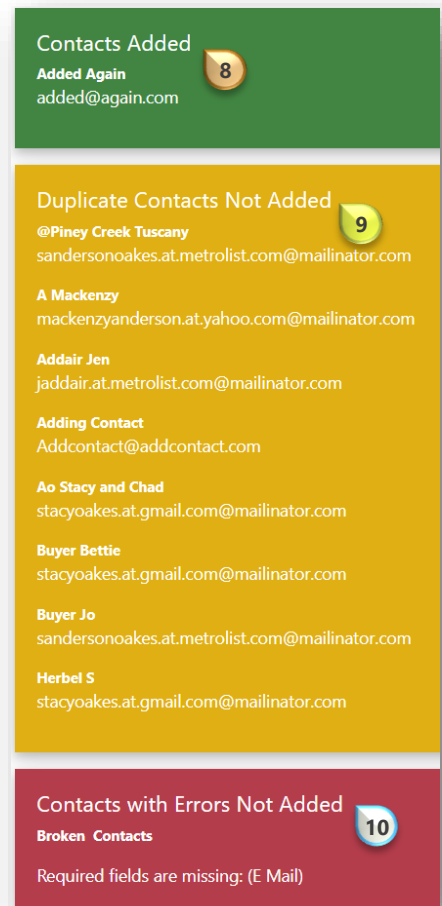 Contacts Added
8
Added Again
added@again.com
Duplicate Contacts Not Added
9
@Piney Creek Tuscany
sandersonoakes.at.metrolist.com@mailinator.com
A Mackenzy
mackenzyanderson.at.yahoo.com@mailinator.com
Addair Jen
jaddair.at.metrolist.com@mailinator.com
Adding Contact
Addcontact@addcontact.com
Ao Stacy and Chad
stacyoakes.at.gmail.com@mailinator.com
Buyer Bettie
stacyoakes.at.gmail.com@mailinator.com
Buyer Jo
sandersonoakes.at.metrolist.com@mailinator.com
Herbel S
stacyoakes.at.gmail.com@mailinator.com
Contacts with Errors Not Added
10
Broken  Contacts
Required fields are missing: (E Mail)